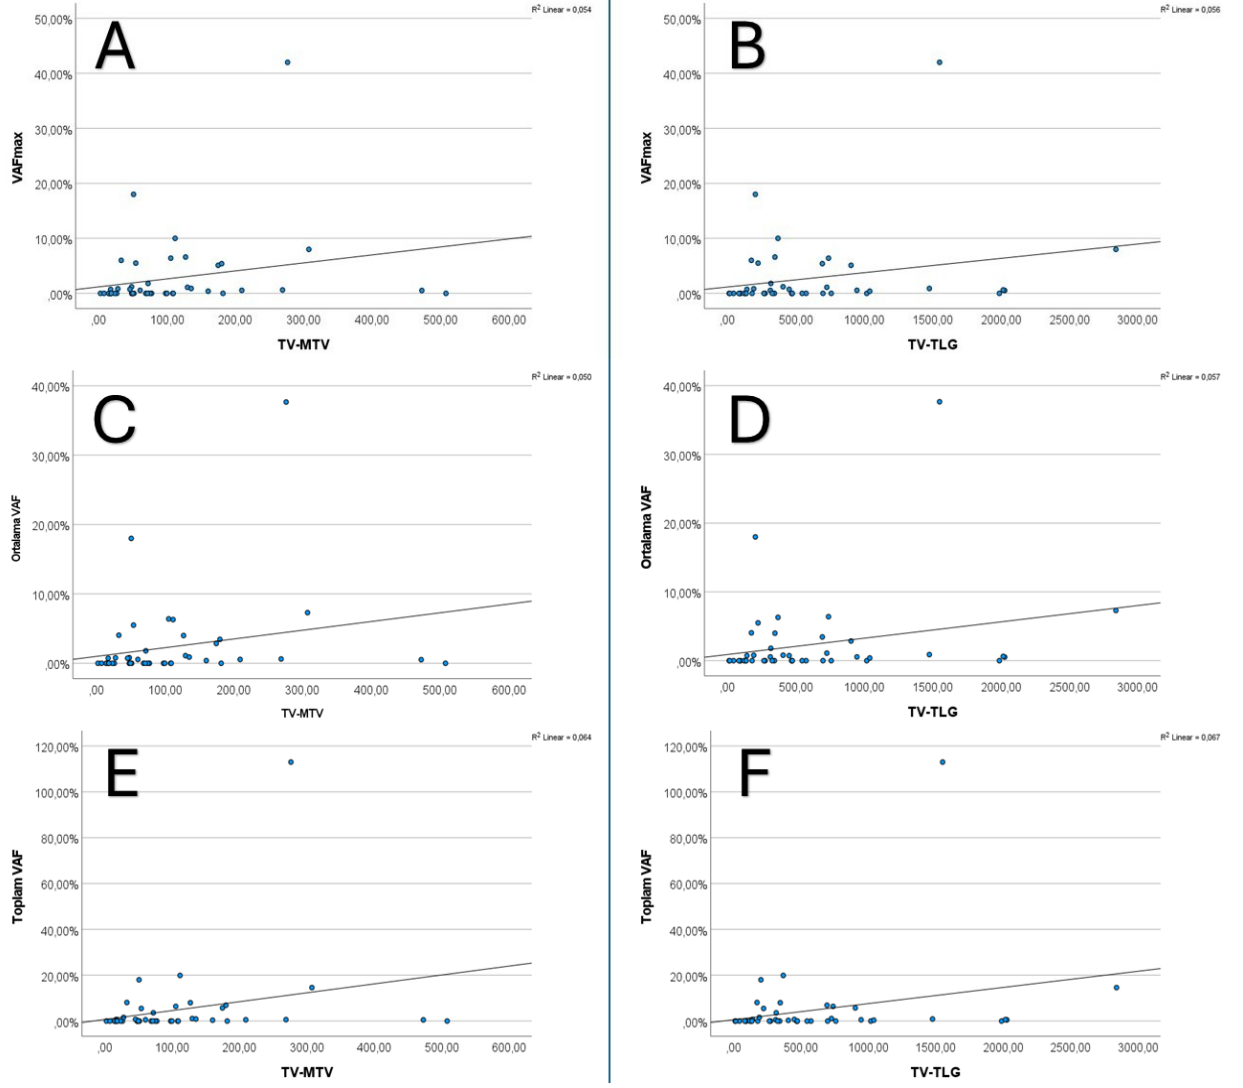 A
R² Linear = 0,054
50,00%
40,00%
30,00%
20,00%
10,00%
,00%
VAFmax
,00 100,00 200,00 300,00 400,00 500,00 600,00
TV-MTV
B
R² Linear = 0,056
50,00%
40,00%
30,00%
20,00%
10,00%
,00%
VAFmax
,00 500,00 1000,00 1500,00 2000,00 2500,00 3000,00
TV-TLG
C
R² Linear = 0,050
40,00%
30,00%
20,00%
10,00%
,00%
Ortalama VAF
,00 100,00 200,00 300,00 400,00 500,00 600,00
TV-MTV
D
R² Linear = 0,057
40,00%
30,00%
20,00%
10,00%
,00%
Ortalama VAF
,00 500,00 1000,00 1500,00 2000,00 2500,00 3000,00
TV-TLG
E
R² Linear = 0,064
120,00%
100,00%
80,00%
60,00%
40,00%
20,00%
,00%
Toplam VAF
,00 100,00 200,00 300,00 400,00 500,00 600,00
TV-MTV
F
R² Linear = 0,067
120,00%
100,00%
80,00%
60,00%
40,00%
20,00%
,00%
Toplam VAF
,00 500,00 1000,00 1500,00 2000,00 2500,00 3000,00
TV-TLG